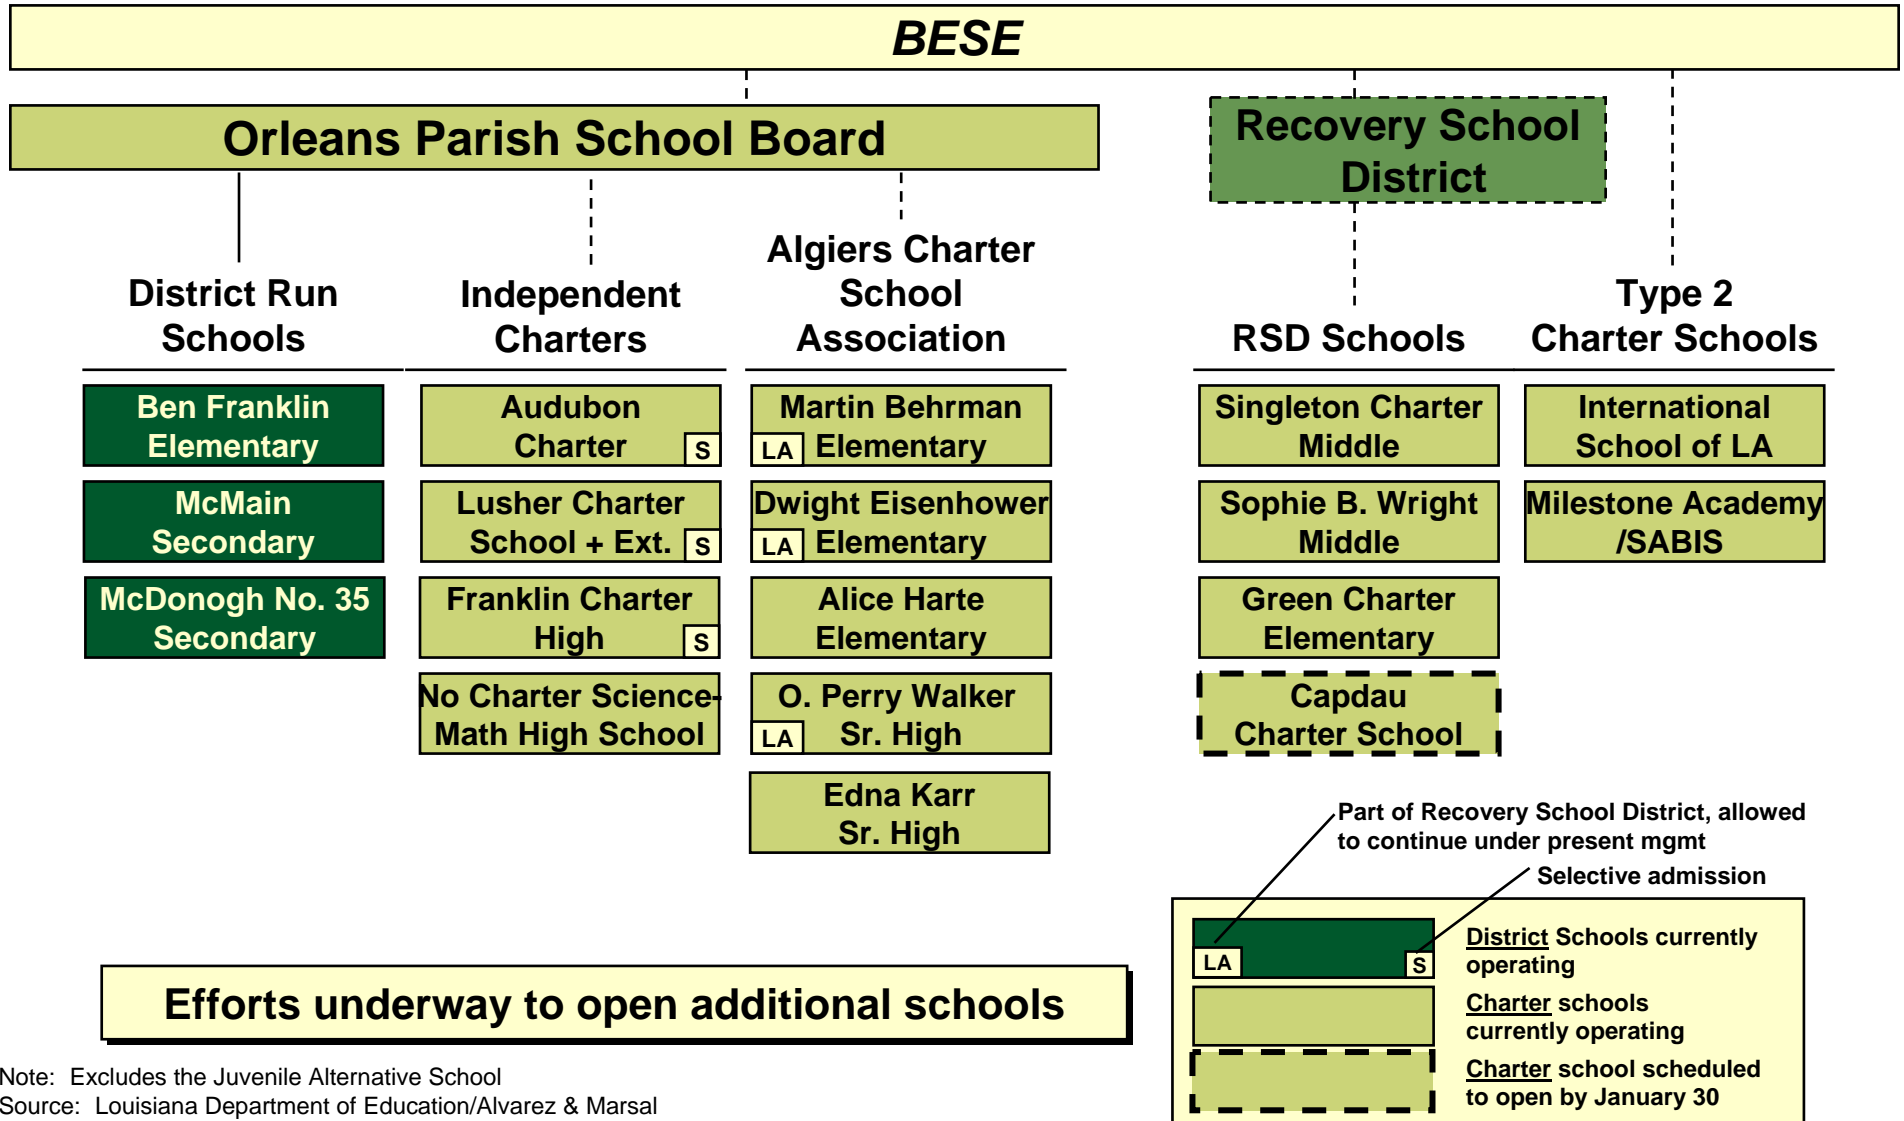 BESE
Orleans Parish School Board
Recovery School
District
District Run
Schools
Independent
Charters
Algiers Charter
School
Association
RSD Schools
Type 2
Charter Schools
Ben Franklin
Elementary
McMain
Secondary
McDonogh No. 35
Secondary
Audubon
Charter
S
Lusher Charter
School + Ext.
S
Franklin Charter
High
S
No Charter Science-
Math High School
Martin Behrman
LA Elementary
Dwight Eisenhower
LA Elementary
Alice Harte
Elementary
O. Perry Walker
LA Sr. High
Edna Karr
Sr. High
Singleton Charter
Middle
Sophie B. Wright
Middle
Green Charter
Elementary
Capdau
Charter School
International
School of LA
Milestone Academy
/SABIS
Part of Recovery School District, allowed
to continue under present mgmt
Selective admission
LA
S
District Schools currently
operating
Charter schools
currently operating
Charter school scheduled
to open by January 30
Efforts underway to open additional schools
Note: Excludes the Juvenile Alternative School
Source: Louisiana Department of Education/Alvarez & Marsal